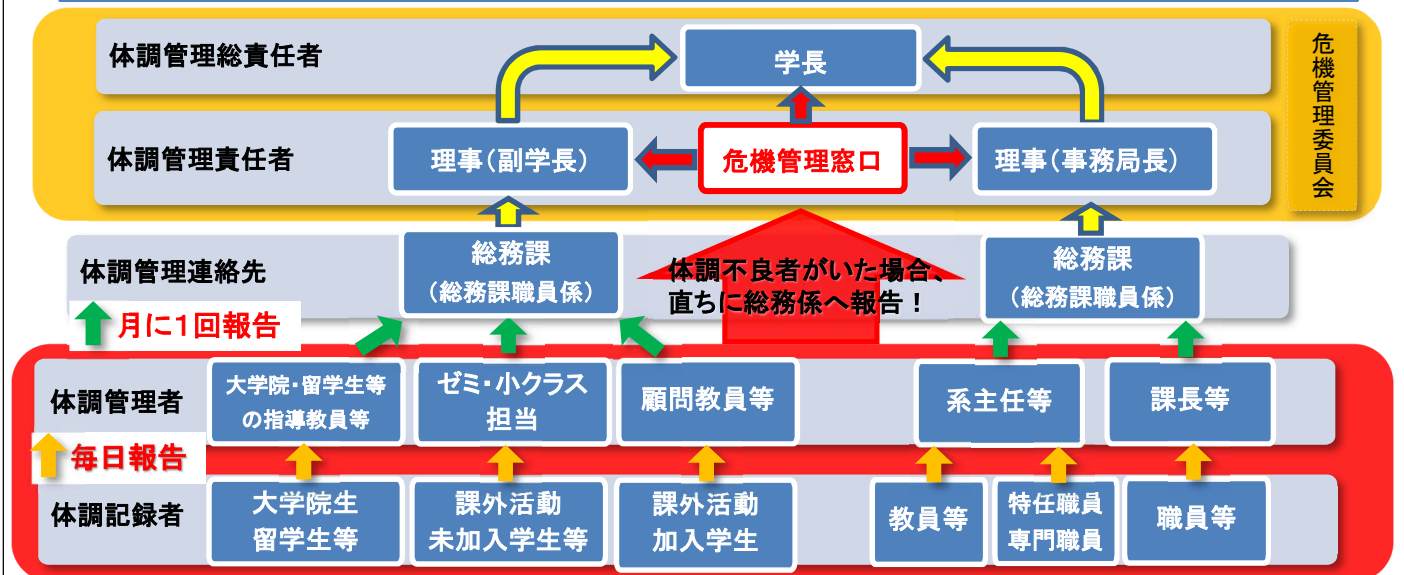 体調管理総責任者
学長
危機管理委員会
体調管理責任者
理事(副学長)
危機管理窓口
理事(事務局長)
体調管理連絡先
総務課
(総務課職員係)
体調不良者がいた場合、
直ちに総務係へ報告！
総務課
(総務課職員係)
月に１回報告
体調管理者
大学院・留学生等
の指導教員等
ゼミ・小クラス
担当
顧問教員等
系主任等
課長等
毎日報告
体調記録者
大学院生
留学生等
課外活動
未加入学生等
課外活動
加入学生
教員等
特任職員
専門職員
職員等